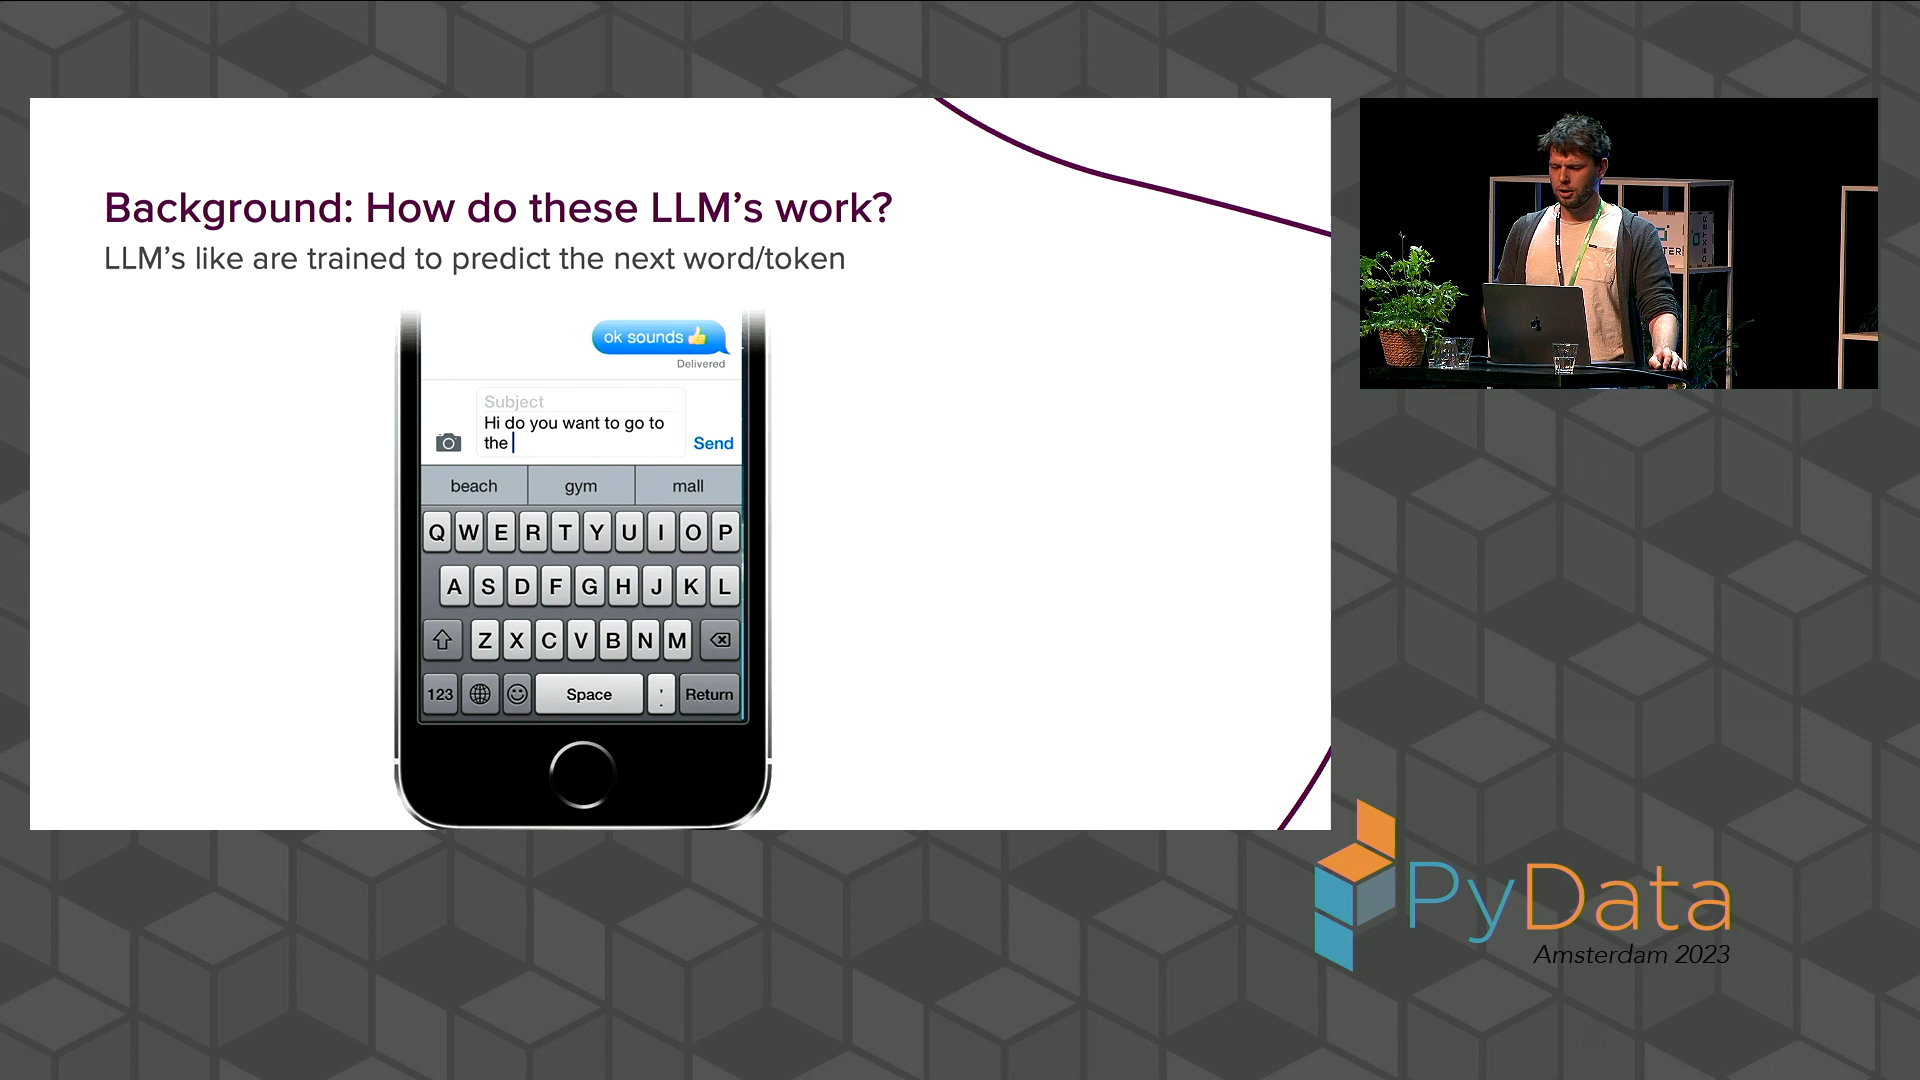 Background: How do these LLM's work?
LLM's like are trained to predict the next word/token
ok sounds 👍
Delivered
Subject
Hi do you want to go to
the
Send
beach gym mall
Q W E R T Y U I O P
A S D F G H J K L
Z X C V B N M
123 Space , . Return
PyData
Amsterdam 2023